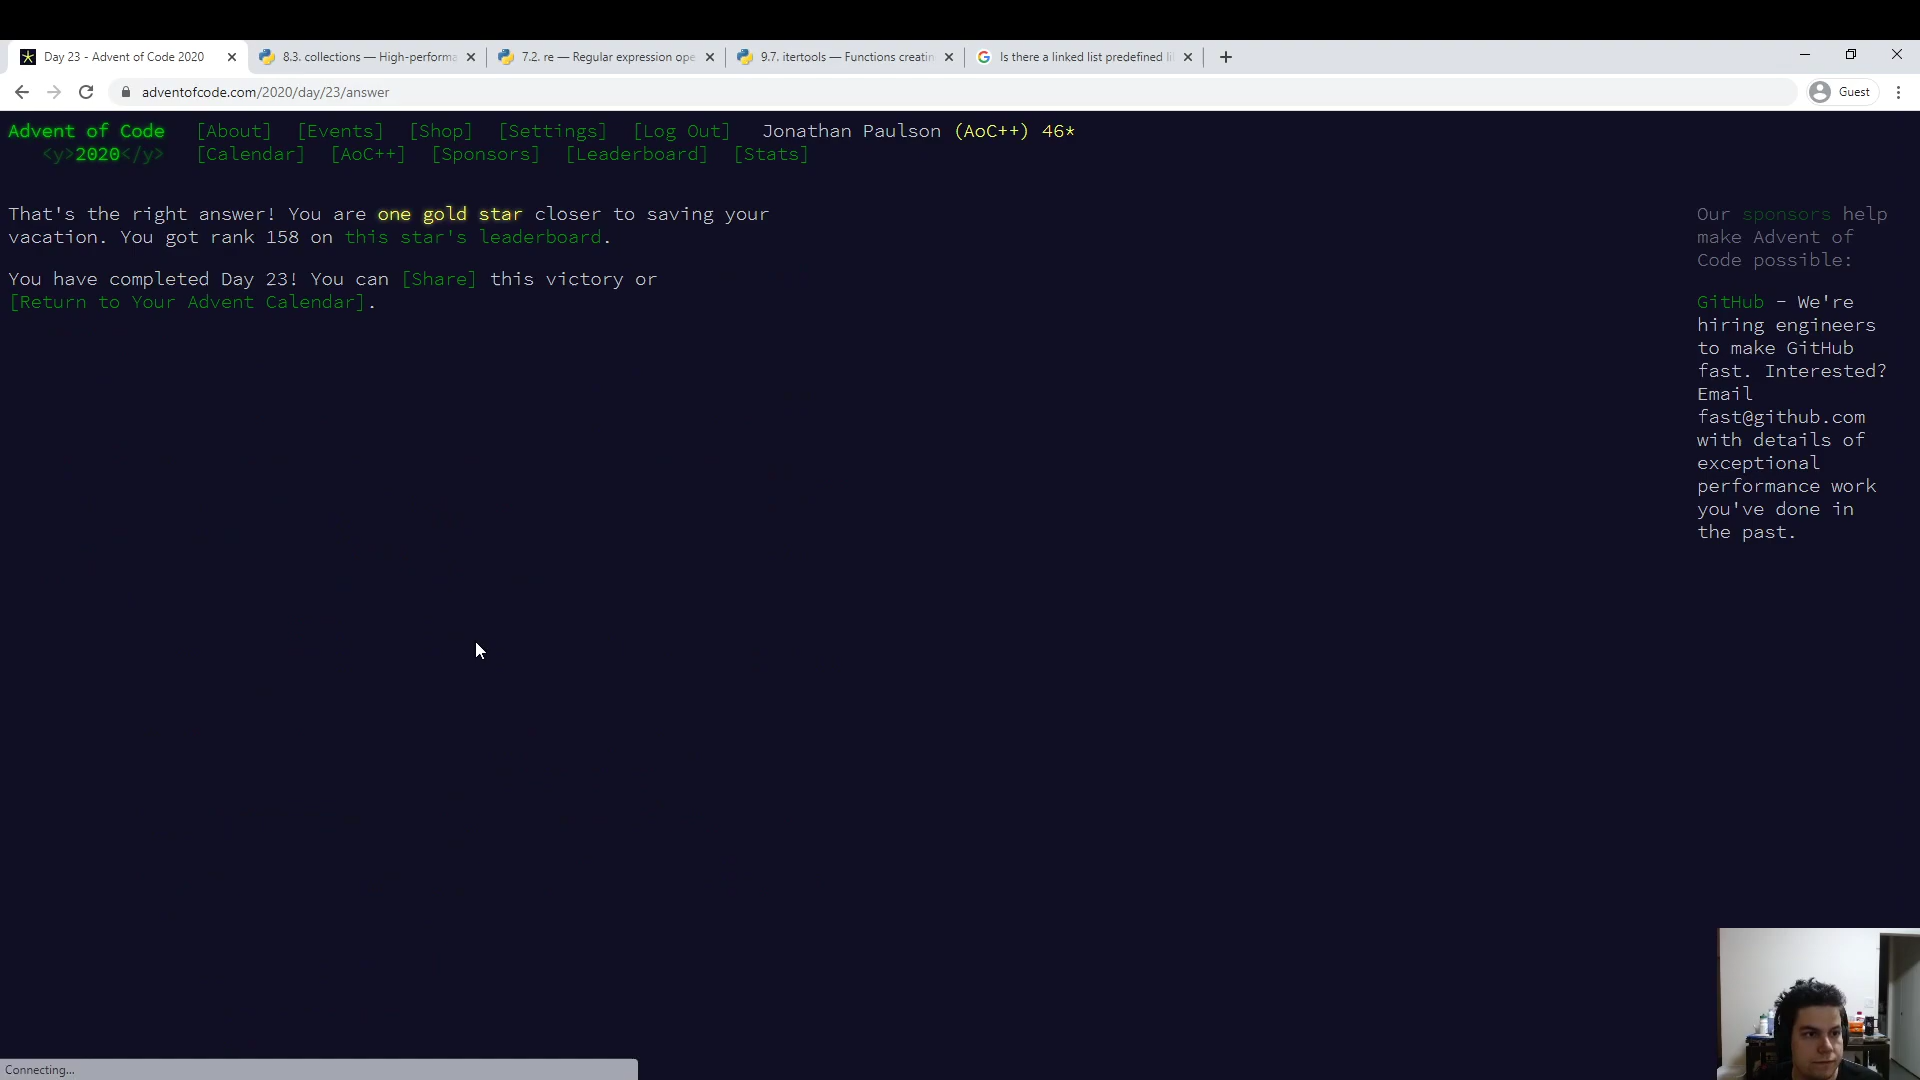 Day 23 - Advent of Code 2020
8.3. collections — High-performa
7.2. re — Regular expression ope
9.7. itertools — Functions creatin
Is there a linked list predefined li
adventofcode.com/2020/day/23/answer
Guest
Advent of Code [About] [Events] [Shop] [Settings] [Log Out] Jonathan Paulson (AoC++) 46*
<y>2020</y> [Calendar] [AoC++] [Sponsors] [Leaderboard] [Stats]
That's the right answer! You are one gold star closer to saving your
vacation. You got rank 158 on this star's leaderboard.
You have completed Day 23! You can [Share] this victory or
[Return to Your Advent Calendar].
Our sponsors help
make Advent of
Code possible:
GitHub - We're
hiring engineers
to make GitHub
fast. Interested?
Email
fast@github.com
with details of
exceptional
performance work
you've done in
the past.
Connecting...